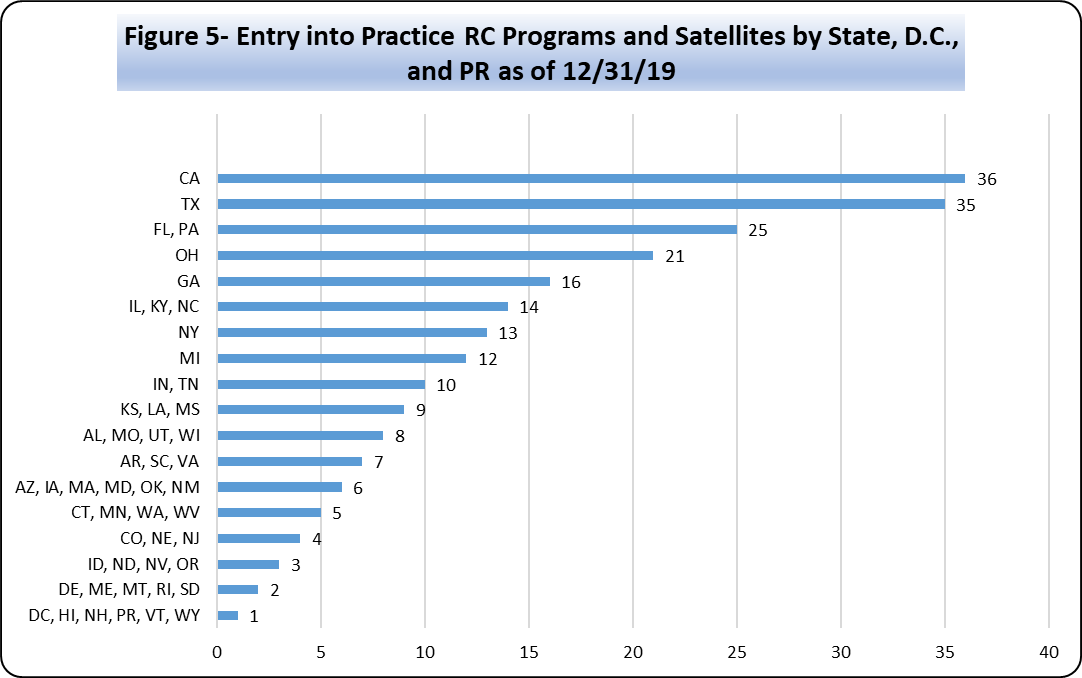 Figure 5- Entry into Practice RC Programs and Satellites by State, D.C.,
and PR as of 12/31/19
CA 36
TX 35
FL, PA 25
OH 21
GA 16
IL, KY, NC 14
NY 13
MI 12
IN, TN 10
KS, LA, MS 9
AL, MO, UT, WI 8
AR, SC, VA 7
AZ, IA, MA, MD, OK, NM 6
CT, MN, WA, WV 5
CO, NE, NJ 4
ID, ND, NV, OR 3
DE, ME, MT, RI, SD 2
DC, HI, NH, PR, VT, WY 1
0 5 10 15 20 25 30 35 40